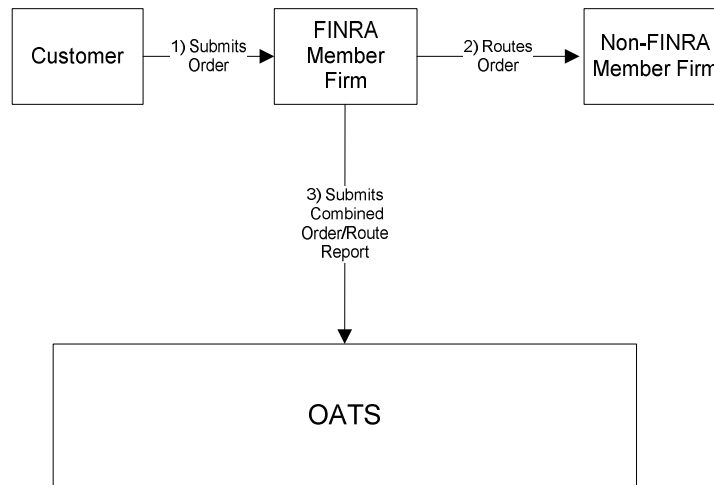 Customer
1) Submits
Order
FINRA
Member
Firm
2) Routes
Order
Non-FINRA
Member Firm
3) Submits
Combined
Order/Route
Report
OATS